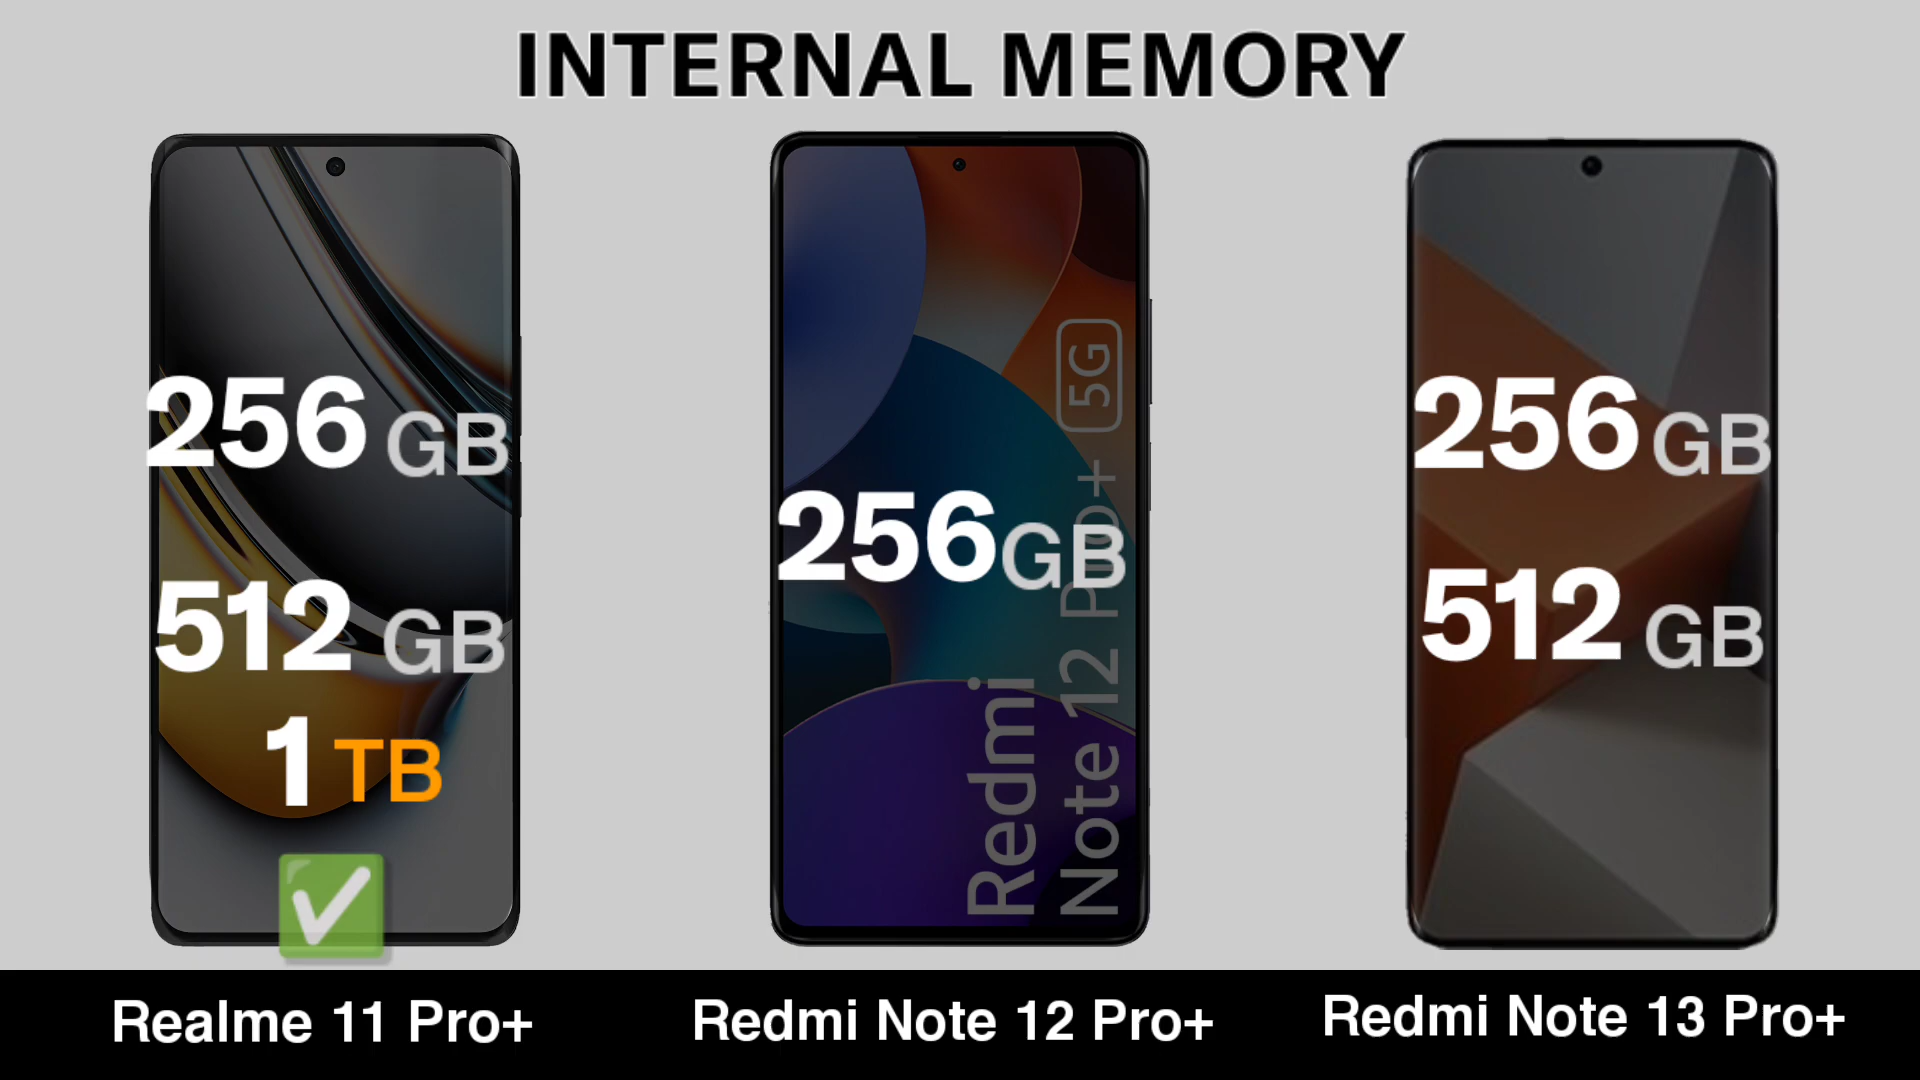 INTERNAL MEMORY
256 GB
512 GB
1 TB
256GB
Redmi
Note 12 Pro+ 5G
256 GB
512 GB
Realme 11 Pro+
Redmi Note 12 Pro+
Redmi Note 13 Pro+